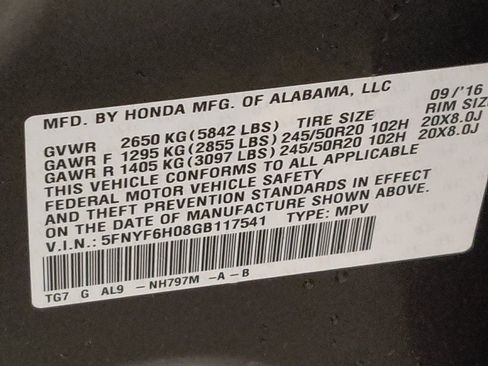 MFD. BY HONDA MFG. OF ALABAMA, LLC 09/'16
GVWR 2650 KG (5842 LBS) TIRE SIZE RIM SIZE
GAWR F 1295 KG (2855 LBS) 245/50R20 102H 20X8.0J
GAWR R 1405 KG (3097 LBS) 245/50R20 102H 20X8.0J
THIS VEHICLE CONFORMS TO ALL APPLICABLE
FEDERAL MOTOR VEHICLE SAFETY
AND THEFT PREVENTION STANDARDS IN EFFECT
ON THE DATE OF MANUFACTURE SHOWN ABOVE.
V.I.N.: 5FNYF6H08GB117541 TYPE: MPV
TG7 G AL9 -NH797M -A-B